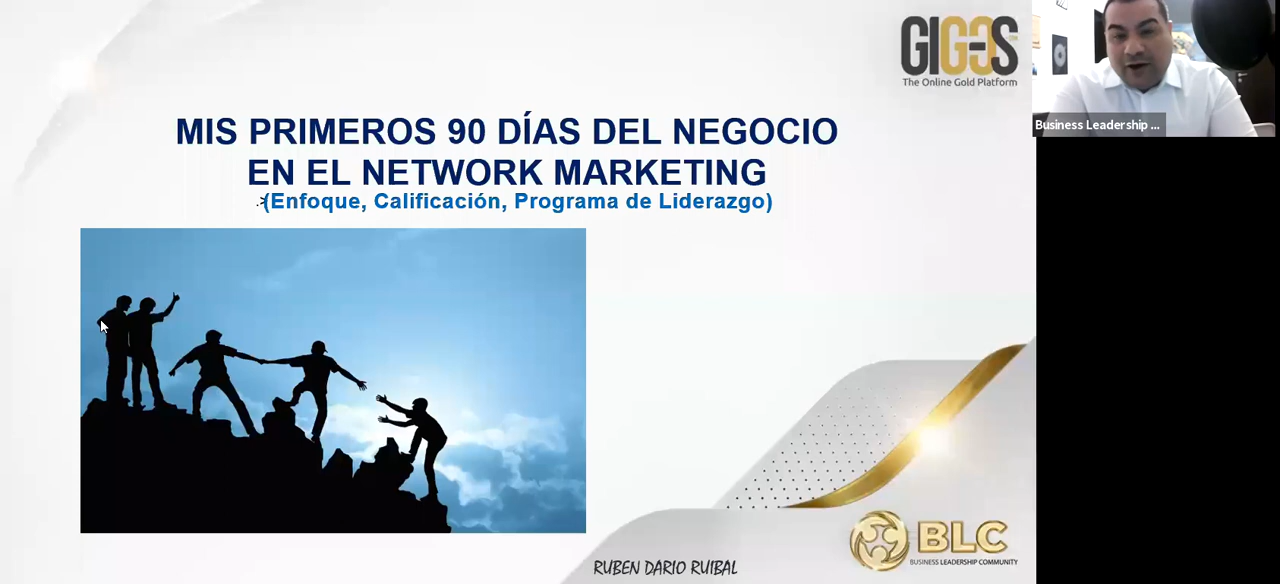 GIGOS
The Online Gold Platform
MIS PRIMEROS 90 DÍAS DEL NEGOCIO
EN EL NETWORK MARKETING
(Enfoque, Calificación, Programa de Liderazgo)
Business Leadership ...
BLC
BUSINESS LEADERSHIP COMMUNITY
RUBEN DARIO RUIBAL